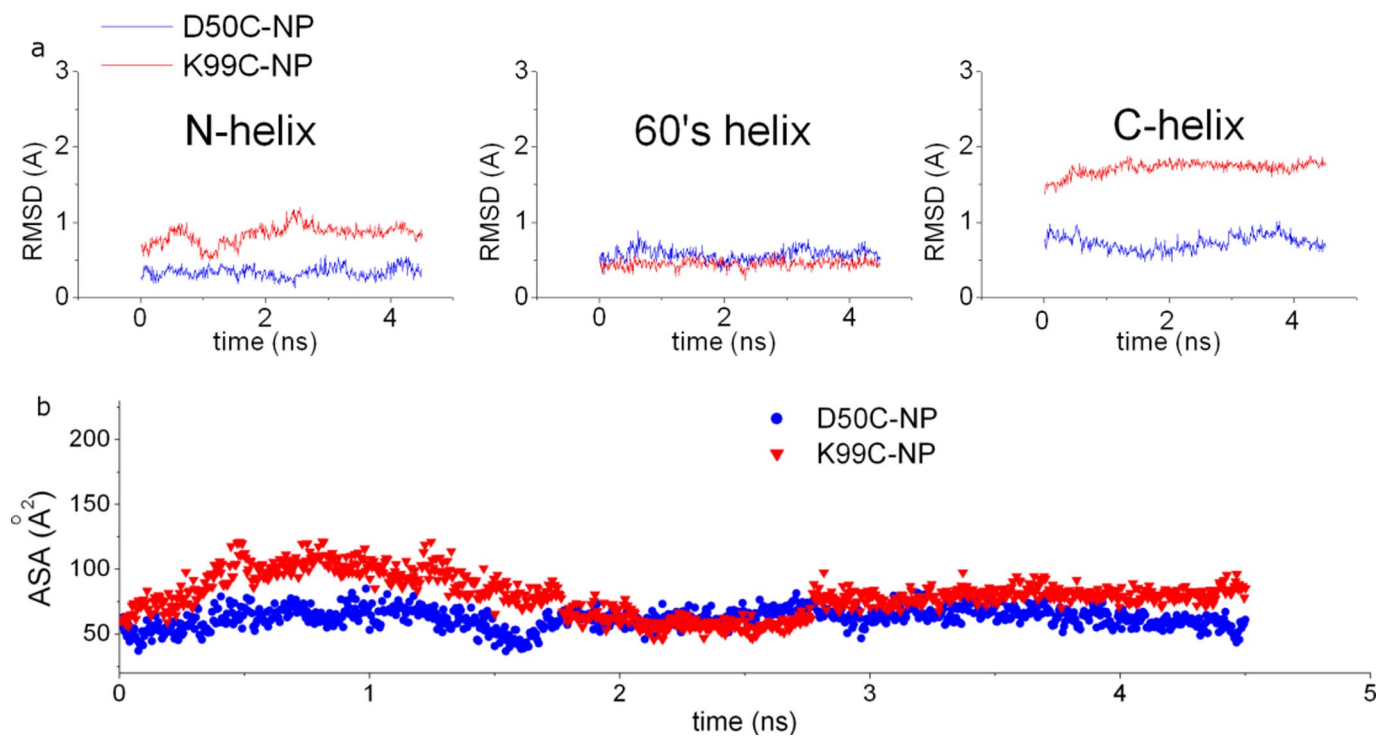 D50C-NP
a
K99C-NP
3
2
1
0
RMSD (A)
N-helix
0
2
4
time (ns)
3
2
1
0
RMSD (A)
60's helix
0
2
4
time (ns)
3
2
1
0
RMSD (A)
C-helix
0
2
4
time (ns)
b
200
150
100
50
ASA (Å²)
D50C-NP
K99C-NP
0
1
2
3
4
5
time (ns)